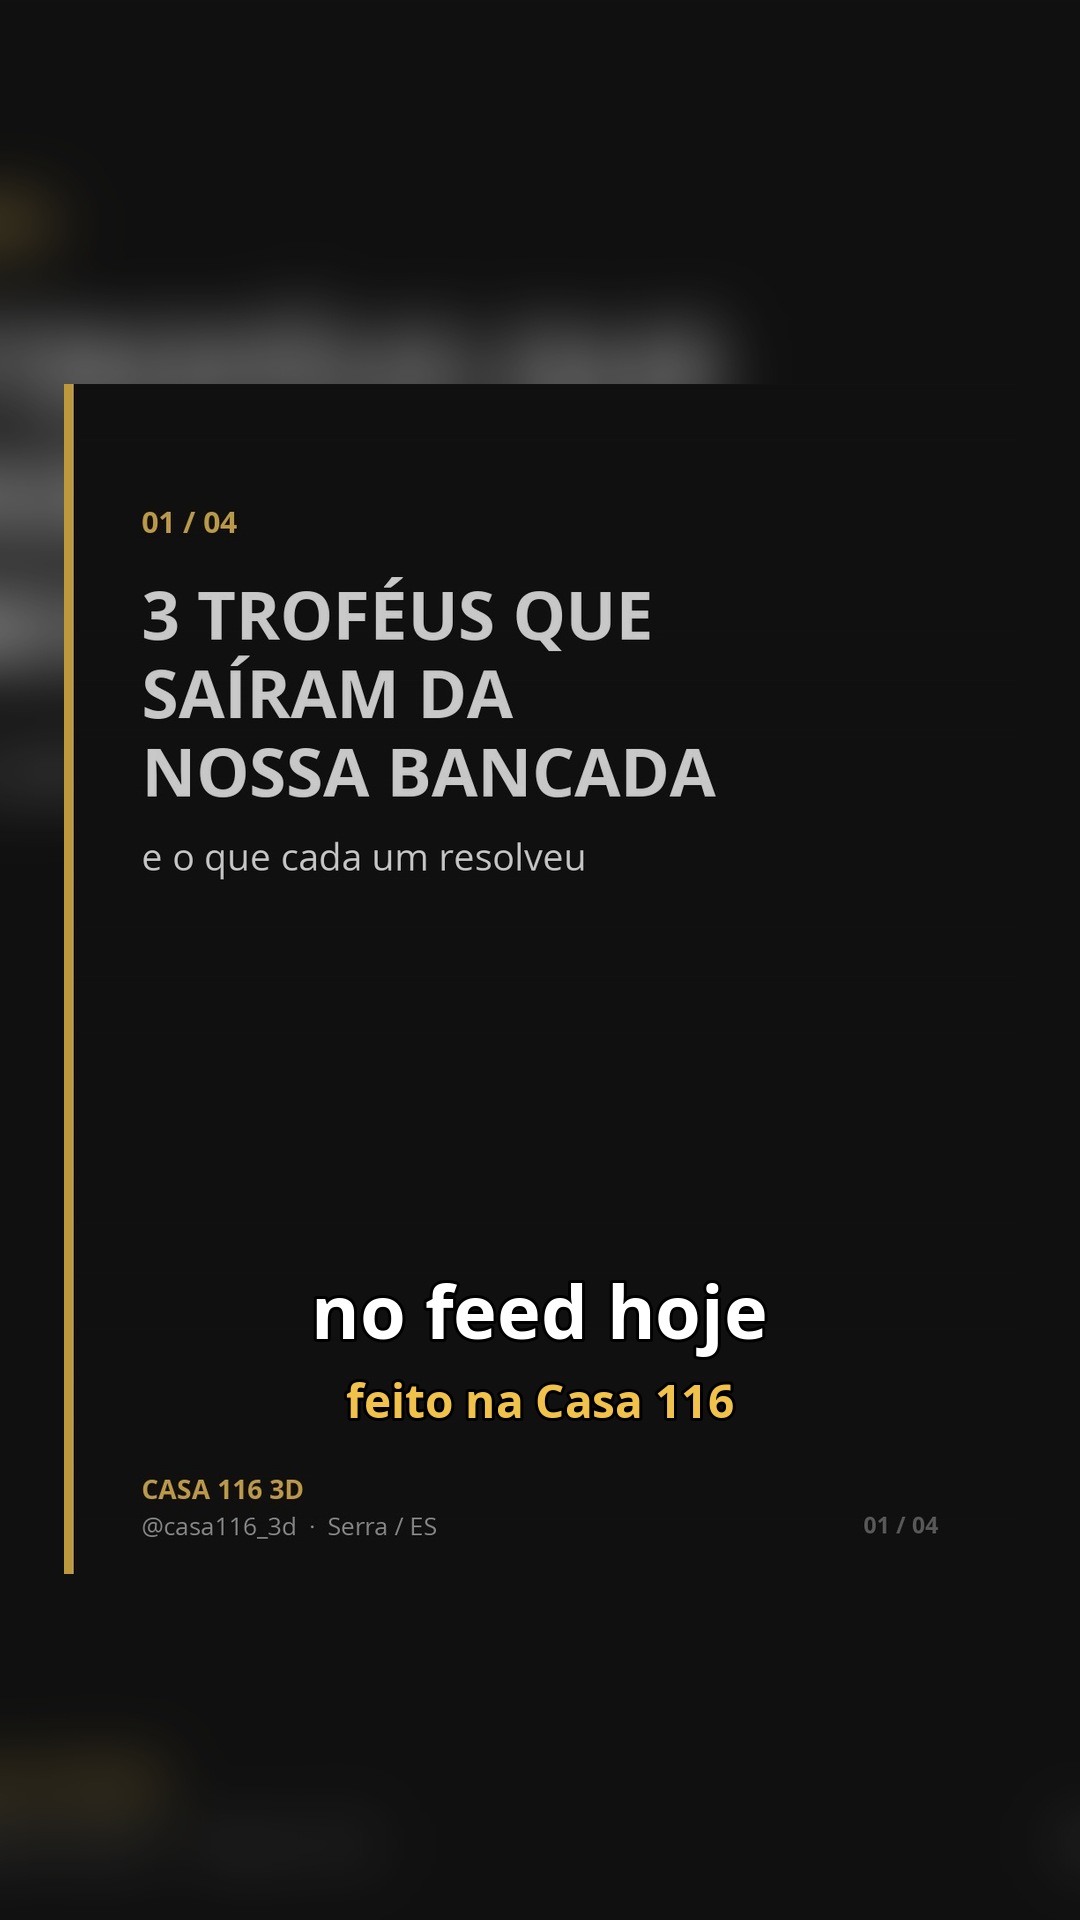 01 / 04
3 TROFÉUS QUE
SAÍRAM DA
NOSSA BANCADA
e o que cada um resolveu
no feed hoje
feito na Casa 116
CASA 116 3D
@casa116_3d · Serra / ES
01 / 04